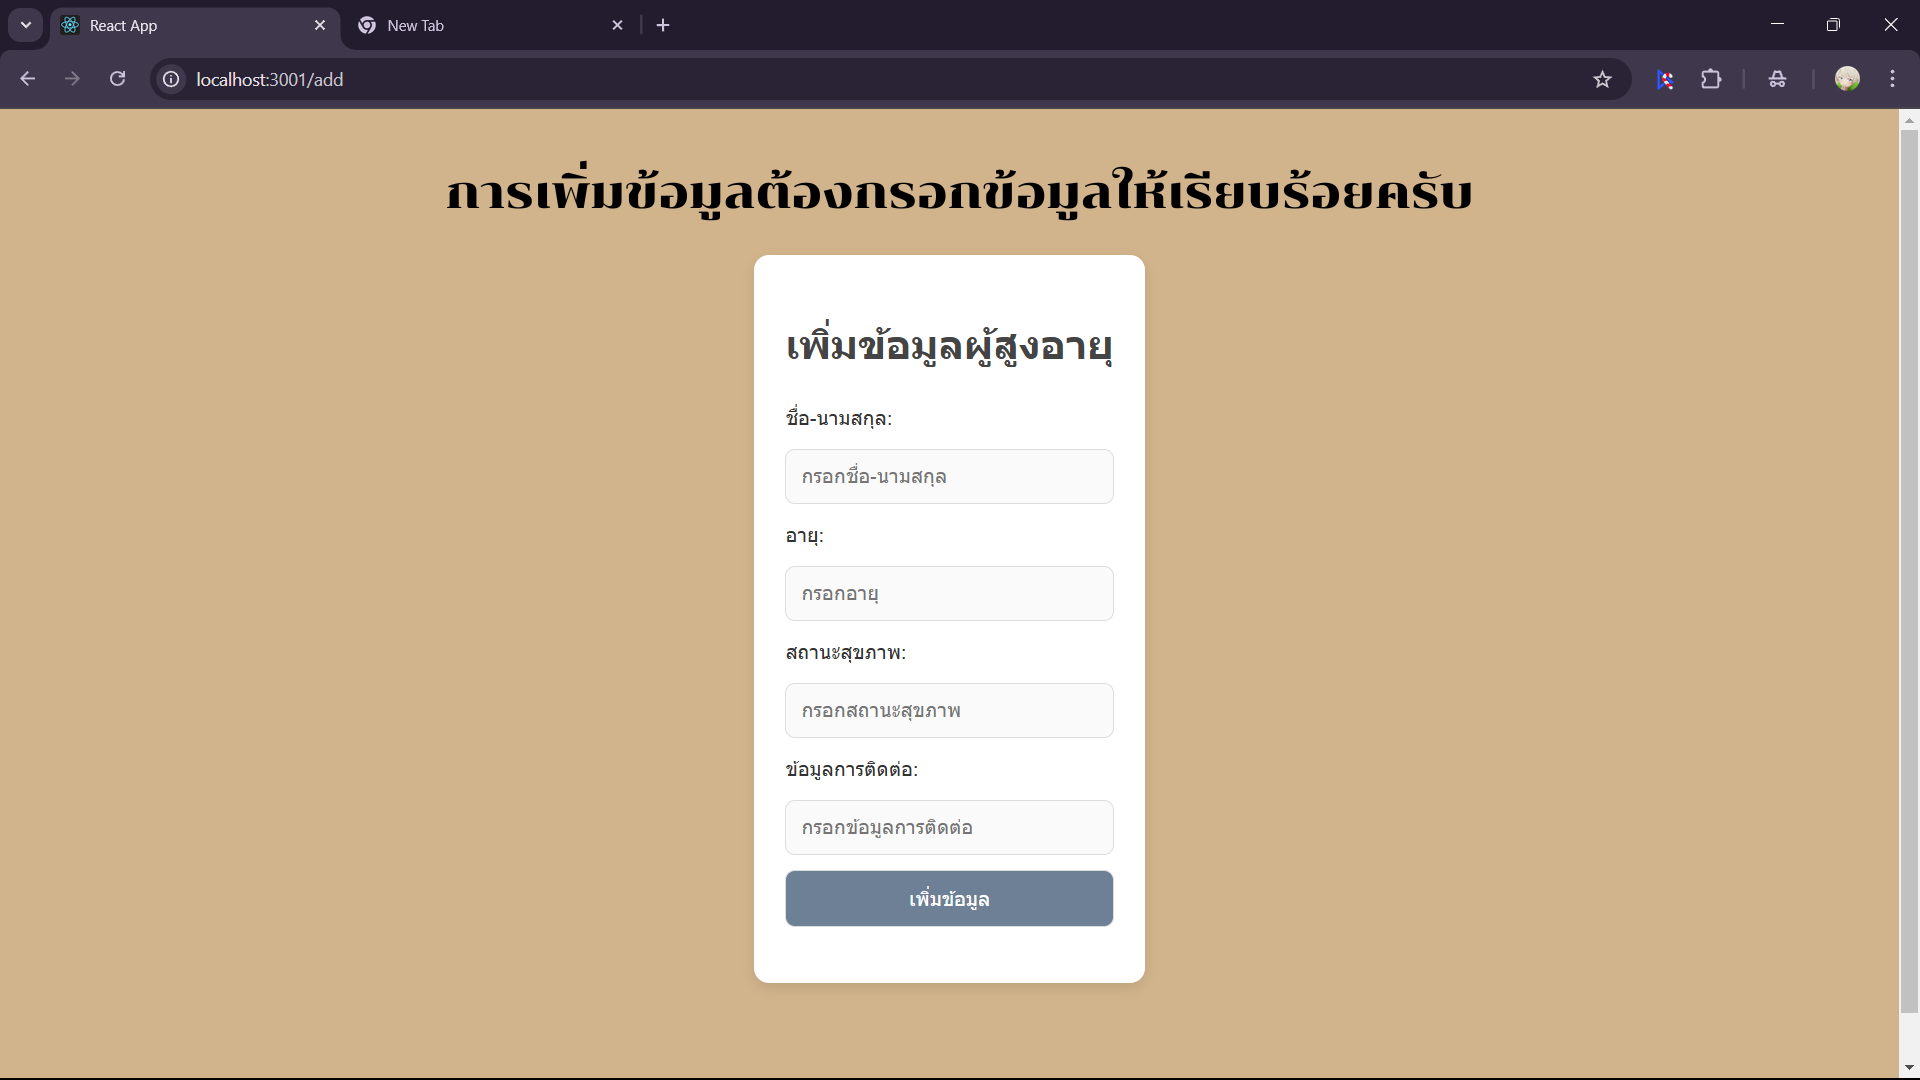 React App
New Tab
localhost:3001/add
การเพิ่มข้อมูลต้องกรอกข้อมูลให้เรียบร้อยครับ
เพิ่มข้อมูลผู้สูงอายุ
ชื่อ-นามสกุล:
กรอกชื่อ-นามสกุล
อายุ:
กรอกอายุ
สถานะสุขภาพ:
กรอกสถานะสุขภาพ
ข้อมูลการติดต่อ:
กรอกข้อมูลการติดต่อ
เพิ่มข้อมูล